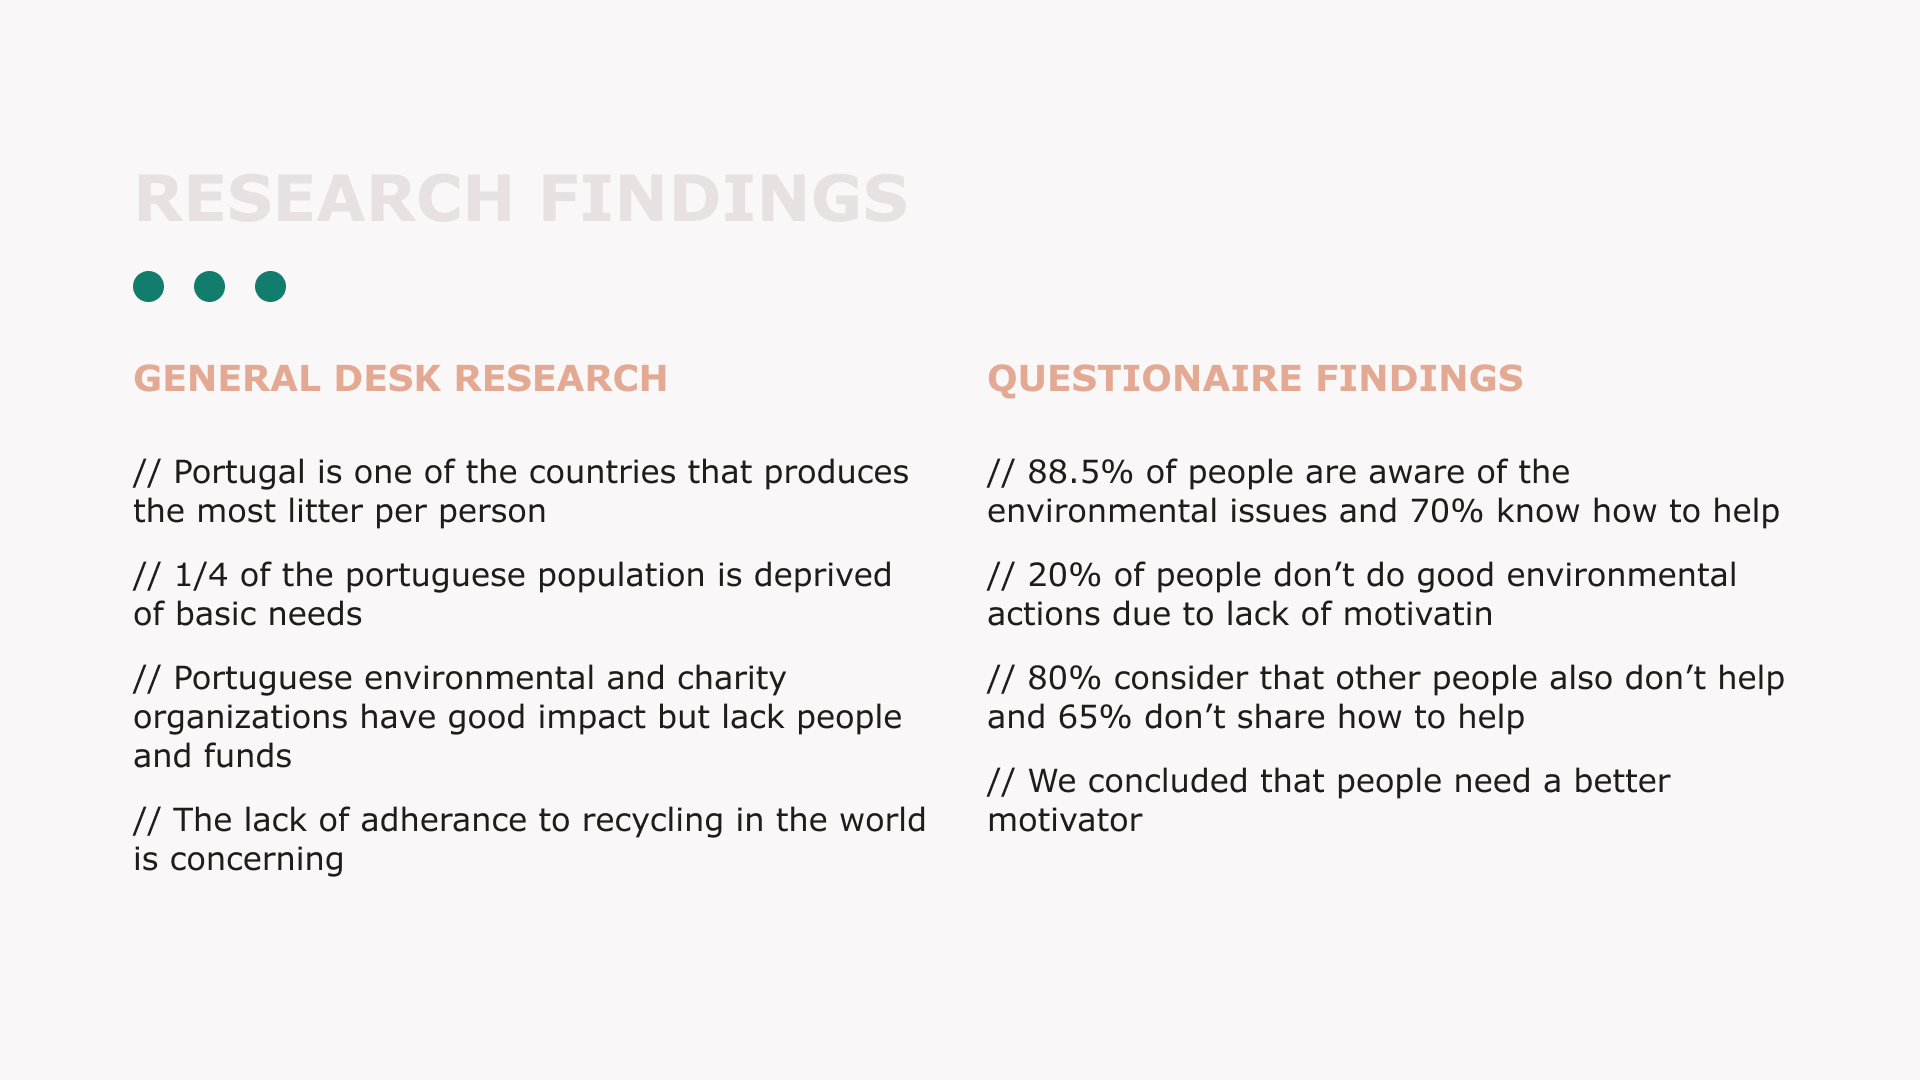 RESEARCH FINDINGS
GENERAL DESK RESEARCH
// Portugal is one of the countries that produces
the most litter per person
// 1/4 of the portuguese population is deprived
of basic needs
// Portuguese environmental and charity
organizations have good impact but lack people
and funds
// The lack of adherance to recycling in the world
is concerning
QUESTIONAIRE FINDINGS
// 88.5% of people are aware of the
environmental issues and 70% know how to help
// 20% of people don’t do good environmental
actions due to lack of motivatin
// 80% consider that other people also don’t help
and 65% don’t share how to help
// We concluded that people need a better
motivator